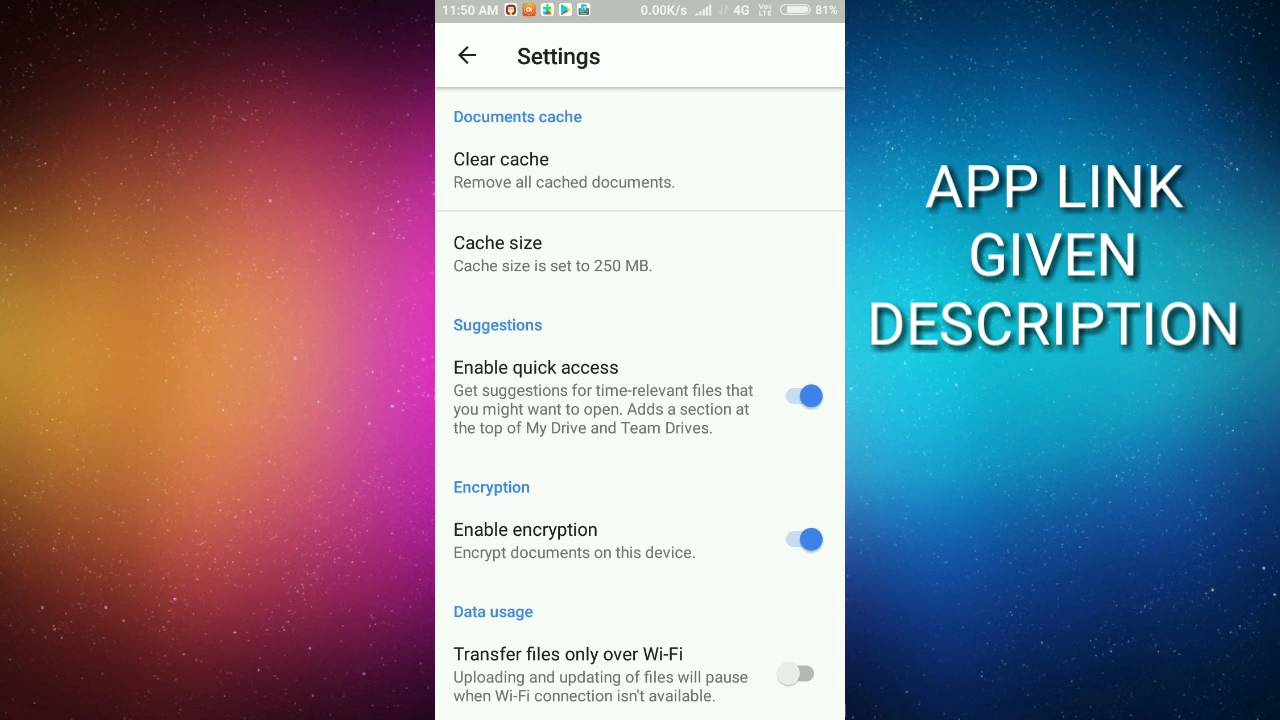 11:50 AM 0.00K/s 4G VoLTE 81%
Settings
Documents cache
Clear cache
Remove all cached documents.
Cache size
Cache size is set to 250 MB.
Suggestions
Enable quick access
Get suggestions for time-relevant files that
you might want to open. Adds a section at
the top of My Drive and Team Drives.
Encryption
Enable encryption
Encrypt documents on this device.
Data usage
Transfer files only over Wi-Fi
Uploading and updating of files will pause
when Wi-Fi connection isn't available.
APP LINK
GIVEN
DESCRIPTION